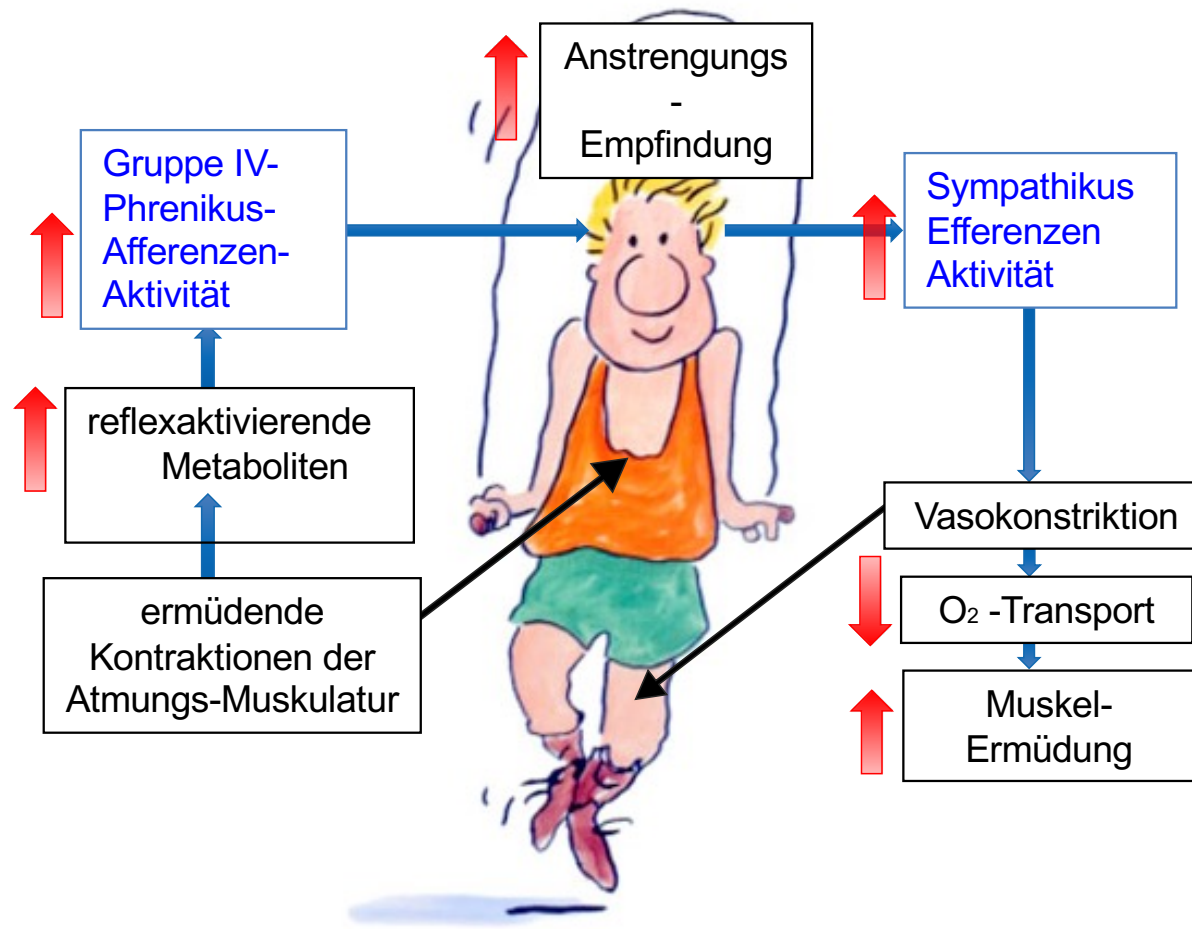 Anstrengungs
-
Empfindung
Gruppe IV-
Phrenikus-
Afferenzen-
Aktivität
Sympathikus
Efferenzen
Aktivität
reflexaktivierende
Metaboliten
ermüdende
Kontraktionen der
Atmungs-Muskulatur
Vasokonstriktion
O₂ -Transport
Muskel-
Ermüdung